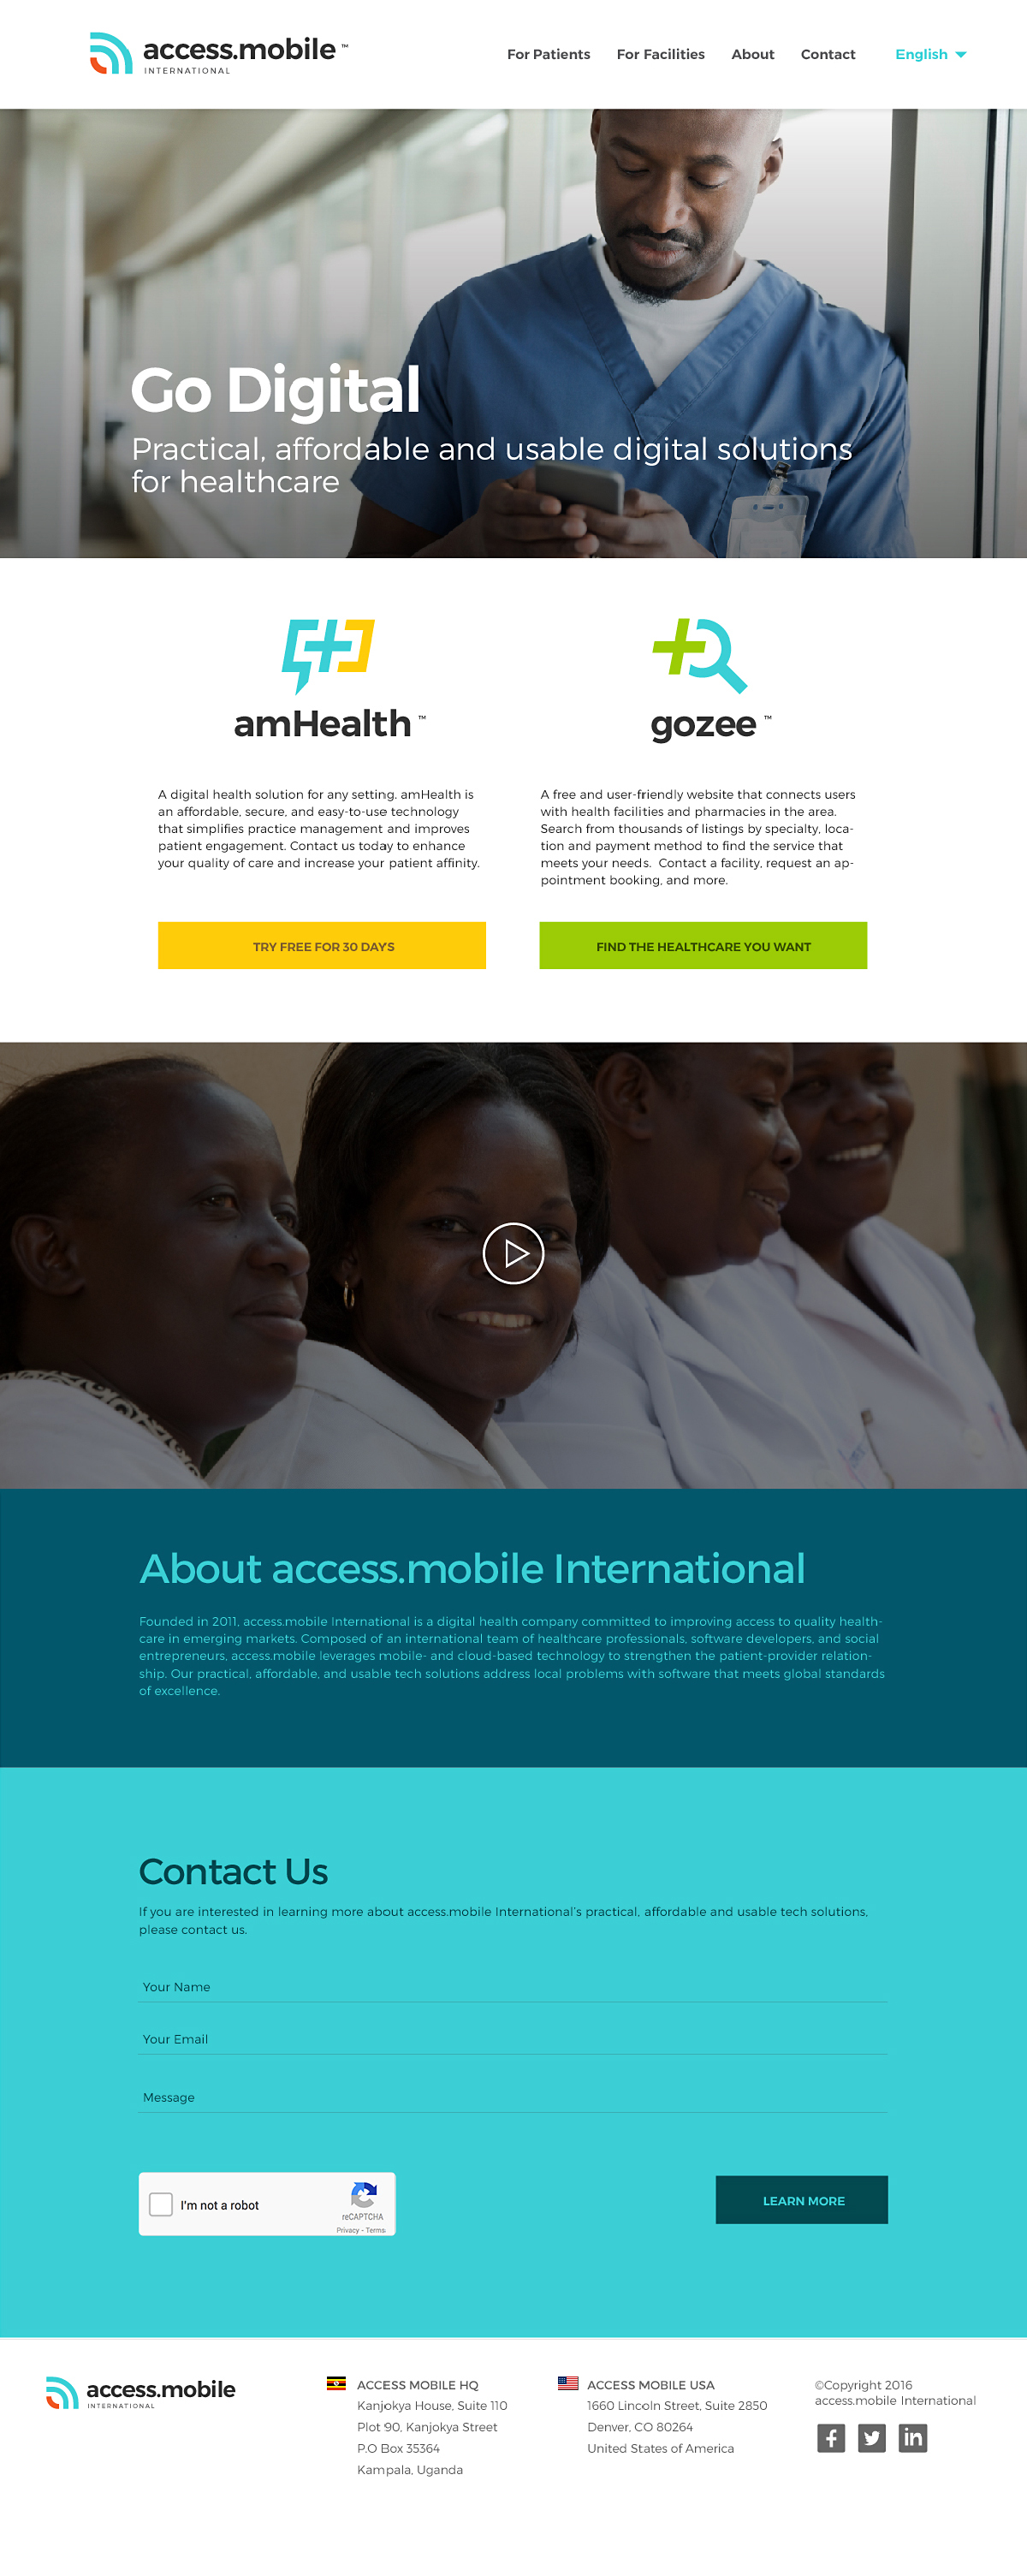 access.mobile™
INTERNATIONAL
For Patients For Facilities About Contact English
Go Digital
Practical, affordable and usable digital solutions
for healthcare
amHealth™
A digital health solution for any setting. amHealth is
an affordable, secure, and easy-to-use technology
that simplifies practice management and improves
patient engagement. Contact us today to enhance
your quality of care and increase your patient affinity.
TRY FREE FOR 30 DAYS
gozee™
A free and user-friendly website that connects users
with health facilities and pharmacies in the area.
Search from thousands of listings by specialty, loca-
tion and payment method to find the service that
meets your needs. Contact a facility, request an ap-
pointment booking, and more.
FIND THE HEALTHCARE YOU WANT
About access.mobile International
Founded in 2011, access.mobile International is a digital health company committed to improving access to quality health-
care in emerging markets. Composed of an international team of healthcare professionals, software developers, and social
entrepreneurs, access.mobile leverages mobile- and cloud-based technology to strengthen the patient-provider relation-
ship. Our practical, affordable, and usable tech solutions address local problems with software that meets global standards
of excellence.
Contact Us
If you are interested in learning more about access.mobile International's practical, affordable and usable tech solutions,
please contact us.
Your Name
Your Email
Message
I'm not a robot
reCAPTCHA
Privacy - Terms
LEARN MORE
access.mobile
INTERNATIONAL
ACCESS MOBILE HQ
Kanjokya House, Suite 110
Plot 90, Kanjokya Street
P.O Box 35364
Kampala, Uganda
ACCESS MOBILE USA
1660 Lincoln Street, Suite 2850
Denver, CO 80264
United States of America
©Copyright 2016
access.mobile International